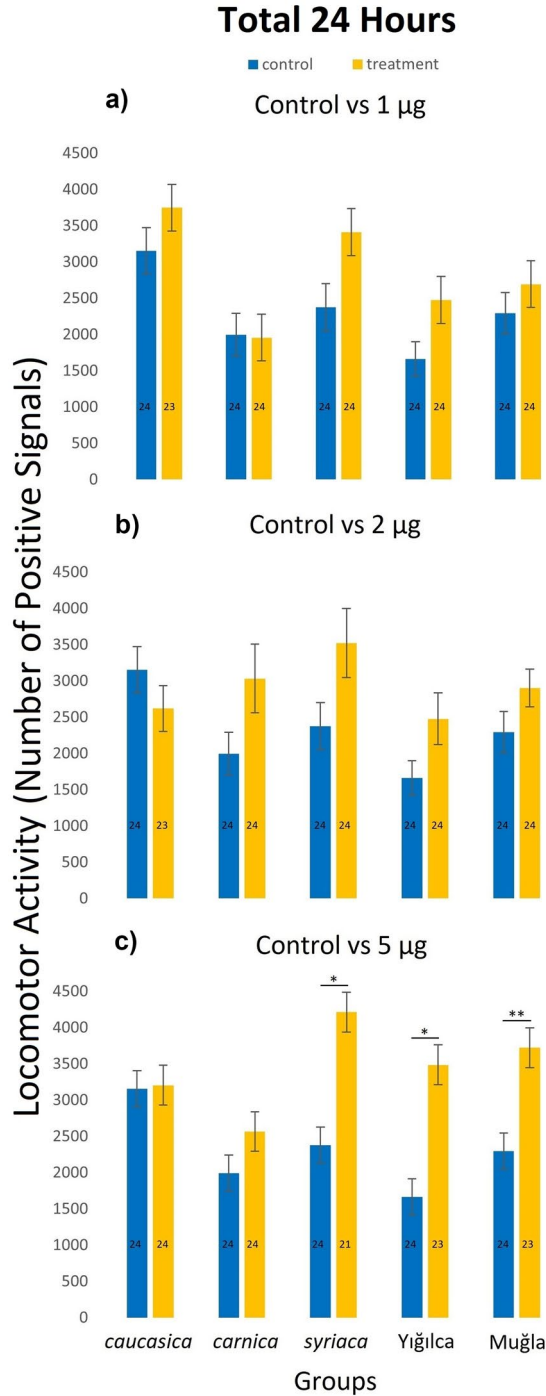 Total 24 Hours
control treatment
a)
Control vs 1 µg
4500
4000
3500
3000
2500
2000
1500
1000
500
0
24 23 24 24 24 24 24 24 24 24
b)
Control vs 2 µg
4500
4000
3500
3000
2500
2000
1500
1000
500
0
24 23 24 24 24 24 24 24 24 24
c)
Control vs 5 µg
4500
4000
3500
3000
2500
2000
1500
1000
500
0
* * **
24 24 24 24 24 21 24 23 24 23
caucasica carnica syriaca Yığılca Muğla
Groups
Locomotor Activity (Number of Positive Signals)